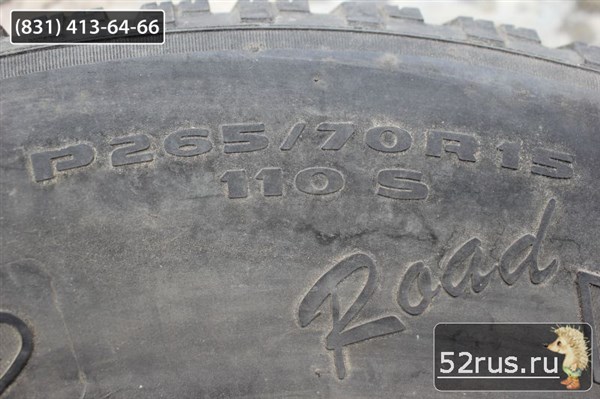 (831) 413-64-66
P265/70R15
110 S
Road
52rus.ru